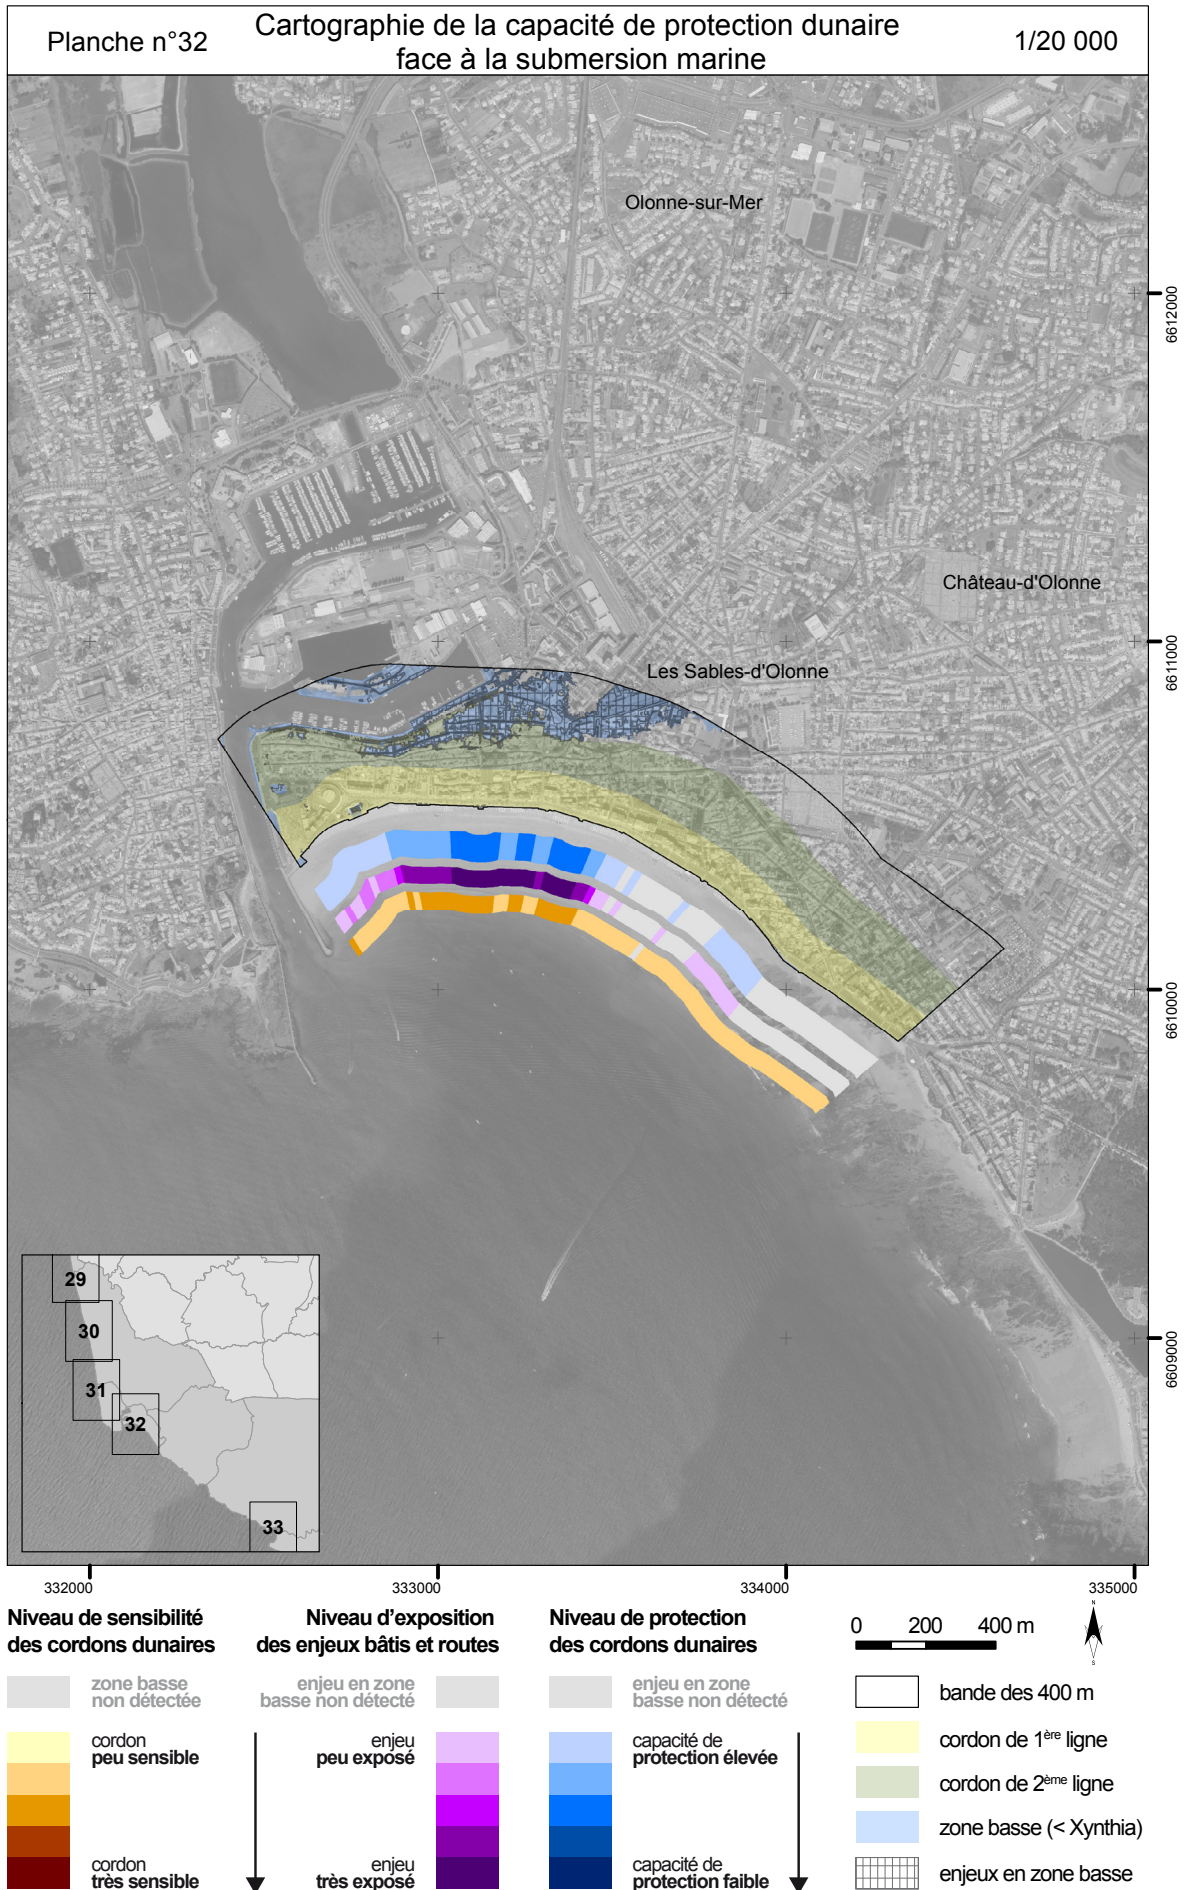 Planche n°32
Cartographie de la capacité de protection dunaire
face à la submersion marine
1/20 000
Olonne-sur-Mer
6612000
Château-d'Olonne
6611000
Les Sables-d'Olonne
6610000
29
30
31
32
33
6609000
332000
333000
334000
335000
Niveau de sensibilité
des cordons dunaires
zone basse
non détectée
cordon
peu sensible
cordon
très sensible
Niveau d'exposition
des enjeux bâtis et routes
enjeu en zone
basse non détecté
enjeu
peu exposé
enjeu
très exposé
Niveau de protection
des cordons dunaires
enjeu en zone
basse non détecté
capacité de
protection élevée
capacité de
protection faible
0 200 400 m
N
S
bande des 400 m
cordon de 1ère ligne
cordon de 2ème ligne
zone basse (< Xynthia)
enjeux en zone basse